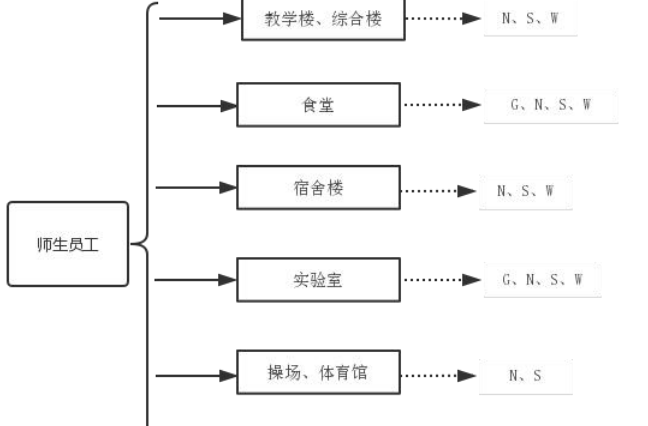 教学楼、综合楼
N、S、W
食堂
G、N、S、W
宿舍楼
N、S、W
师生员工
实验室
G、N、S、W
操场、体育馆
N、S